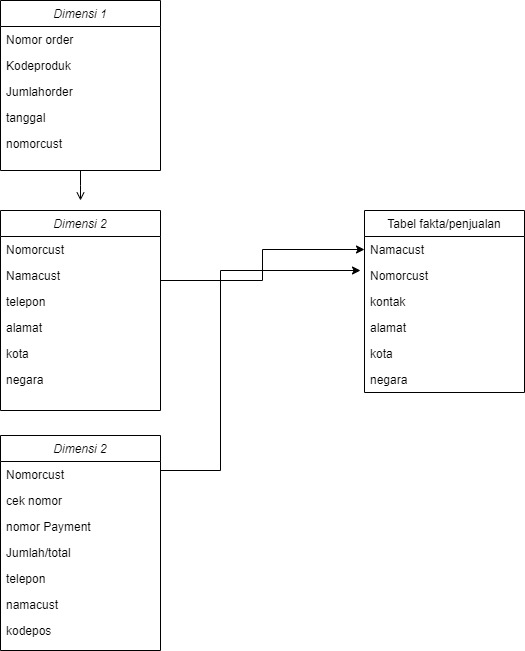 Dimensi 1
Nomor order
Kodeproduk
Jumlahorder
tanggal
nomorcust
Dimensi 2
Nomorcust
Namacust
telepon
alamat
kota
negara
Dimensi 2
Nomorcust
cek nomor
nomor Payment
Jumlah/total
telepon
namacust
kodepos
Tabel fakta/penjualan
Namacust
Nomorcust
kontak
alamat
kota
negara